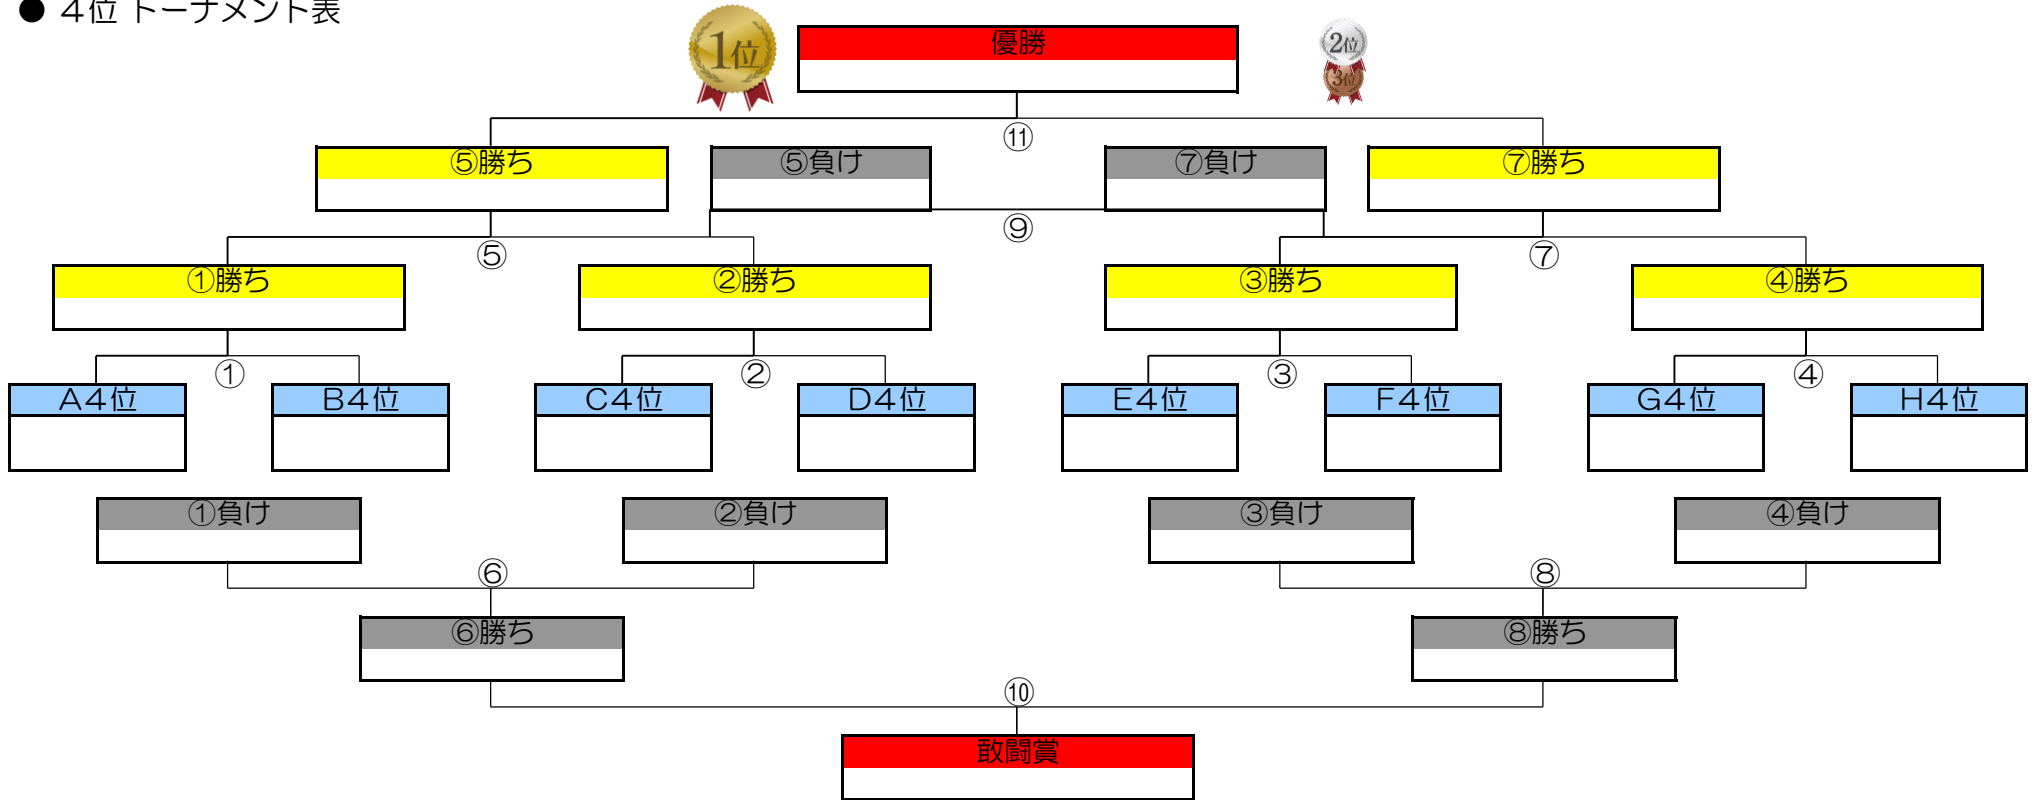 ● 4位 トーナメント表
1位
優勝
2位
3位
⑪
⑤勝ち
⑤負け
⑦負け
⑦勝ち
⑨
⑤
⑦
①勝ち
②勝ち
③勝ち
④勝ち
①
②
③
④
A4位
B4位
C4位
D4位
E4位
F4位
G4位
H4位
①負け
②負け
③負け
④負け
⑥
⑧
⑥勝ち
⑧勝ち
⑩
敢闘賞